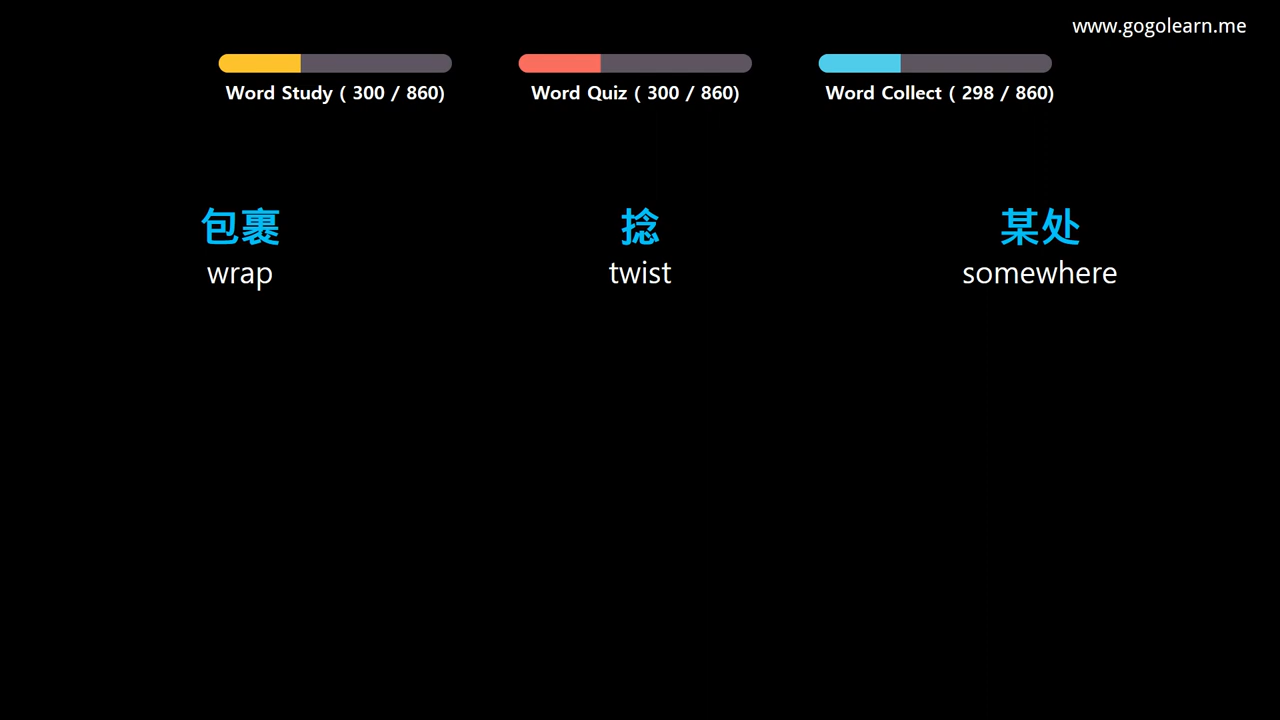 www.gogolearn.me
Word Study ( 300 / 860)
Word Quiz ( 300 / 860)
Word Collect ( 298 / 860)
包裹
wrap
捻
twist
某处
somewhere